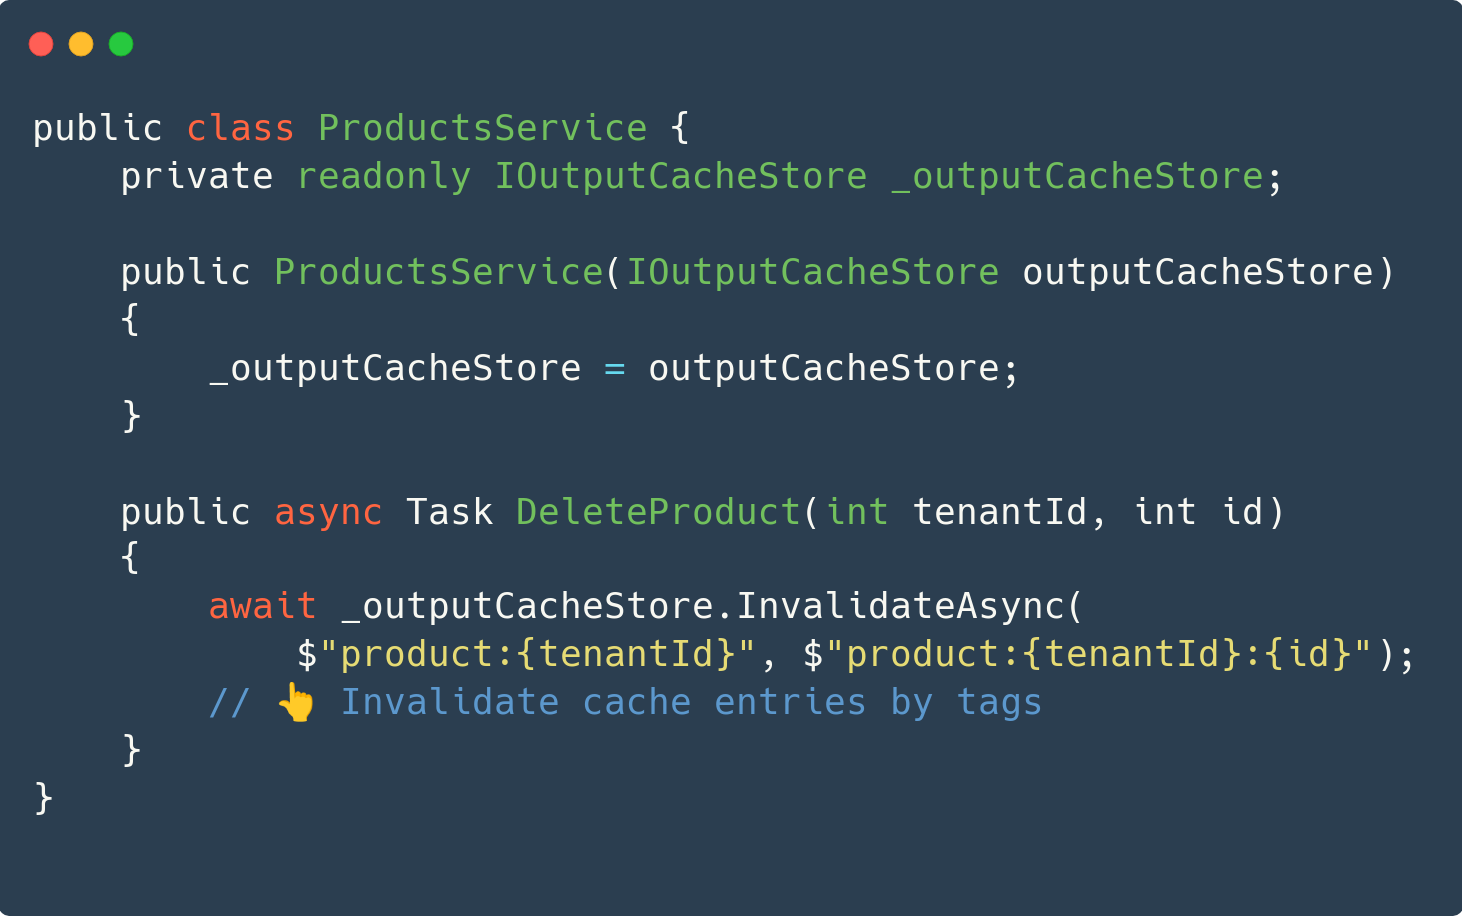 public class ProductsService {
    private readonly IOutputCacheStore _outputCacheStore;

    public ProductsService(IOutputCacheStore outputCacheStore)
    {
        _outputCacheStore = outputCacheStore;
    }

    public async Task DeleteProduct(int tenantId, int id)
    {
        await _outputCacheStore.InvalidateAsync(
            $"product:{tenantId}", $"product:{tenantId}:{id}");
        // 👆 Invalidate cache entries by tags
    }
}